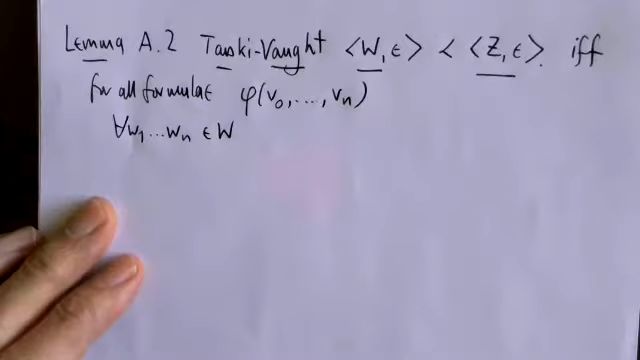 Lemma A.2 Tarski-Vaught <W, ∈> < <Z, ∈>. iff
for all formulae φ(v₀, ..., vₙ)
∀w₁ ... wₙ ∈ W